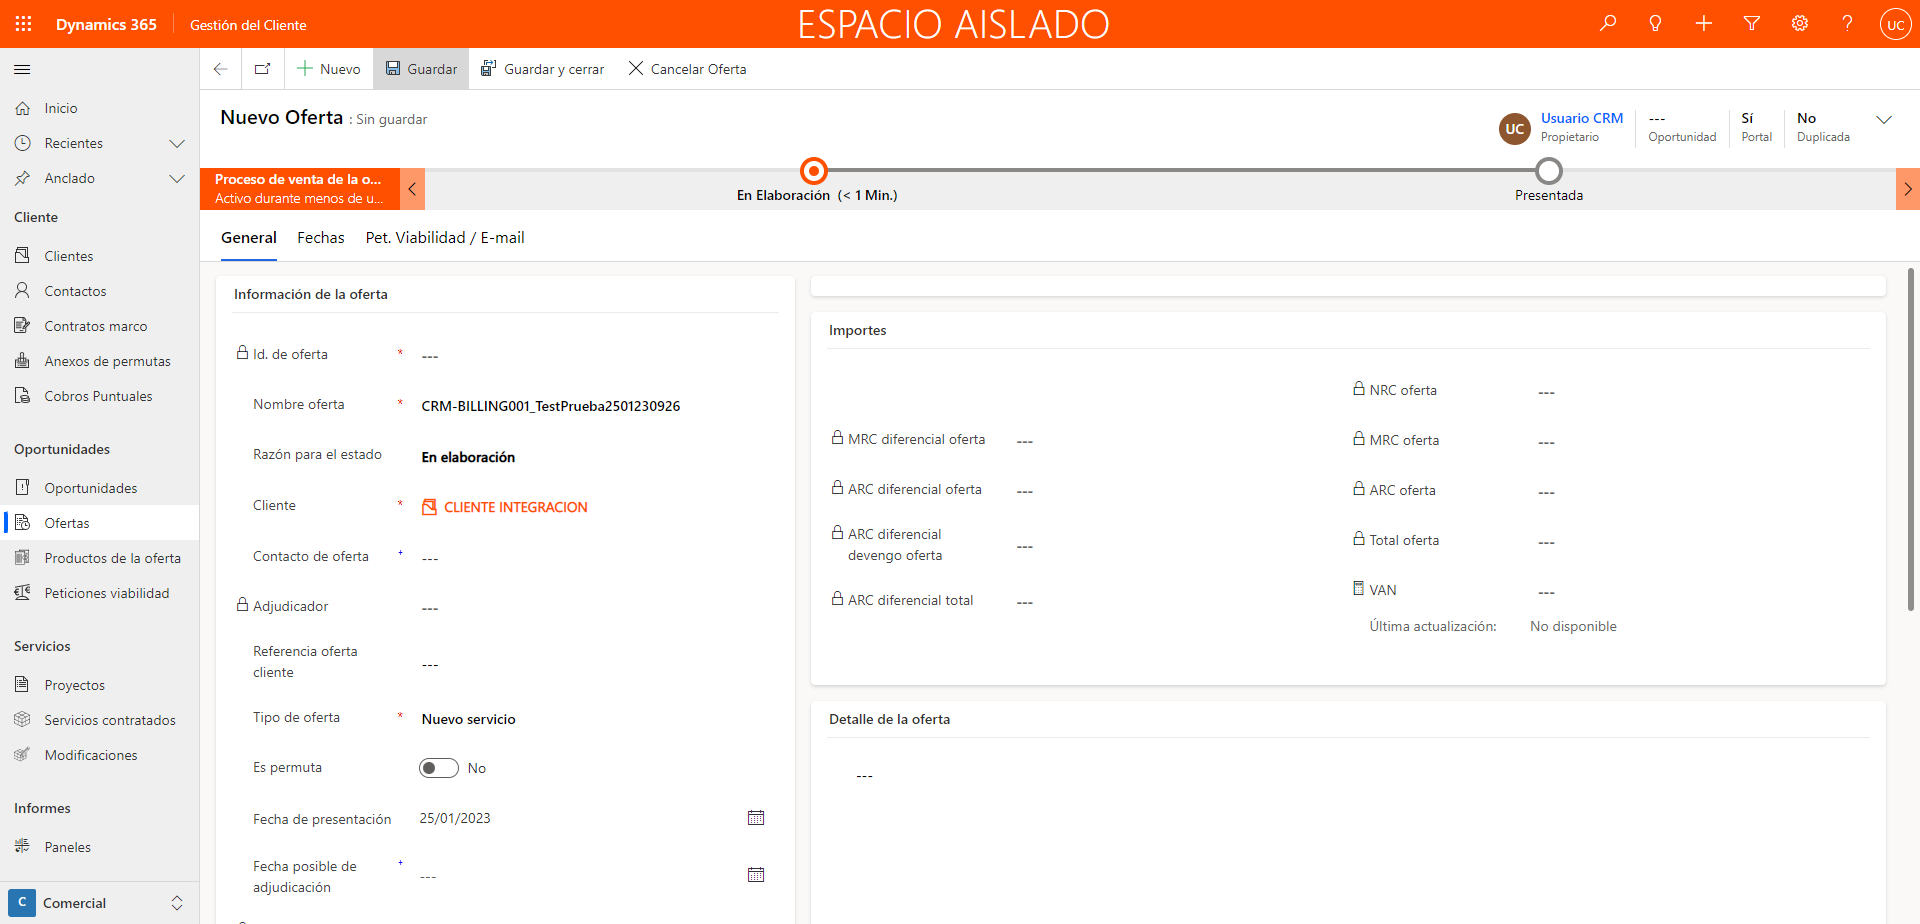 Dynamics 365
Gestión del Cliente
ESPACIO AISLADO
UC
Nuevo
Guardar
Guardar y cerrar
Cancelar Oferta
Inicio
Recientes
Anclado
Cliente
Clientes
Contactos
Contratos marco
Anexos de permutas
Cobros Puntuales
Oportunidades
Oportunidades
Ofertas
Productos de la oferta
Peticiones viabilidad
Servicios
Proyectos
Servicios contratados
Modificaciones
Informes
Paneles
C Comercial
Nuevo Oferta : Sin guardar
UC
Usuario CRM
Propietario
---
Oportunidad
Sí
Portal
No
Duplicada
Proceso de venta de la o...
Activo durante menos de u...
En Elaboración (< 1 Min.)
Presentada
General
Fechas
Pet. Viabilidad / E-mail
Información de la oferta
Id. de oferta * ---
Nombre oferta * CRM-BILLING001_TestPrueba2501230926
Razón para el estado En elaboración
Cliente * CLIENTE INTEGRACION
Contacto de oferta + ---
Adjudicador ---
Referencia oferta
cliente
---
Tipo de oferta * Nuevo servicio
Es permuta No
Fecha de presentación 25/01/2023
Fecha posible de
adjudicación
+
---
Importes
MRC diferencial oferta ---
ARC diferencial oferta ---
ARC diferencial
devengo oferta
---
ARC diferencial total ---
NRC oferta ---
MRC oferta ---
ARC oferta ---
Total oferta ---
VAN ---
Última actualización: No disponible
Detalle de la oferta
---